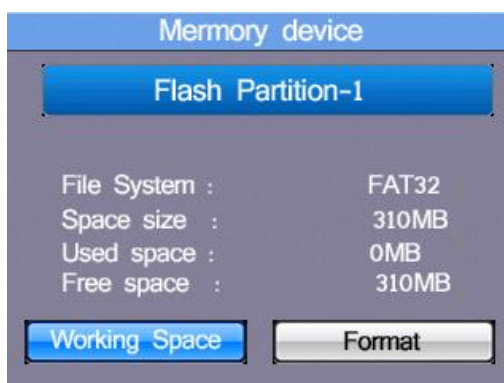 Mermory device
Flash Partition-1
File System : FAT32
Space size : 310MB
Used space : 0MB
Free space : 310MB
Working Space Format